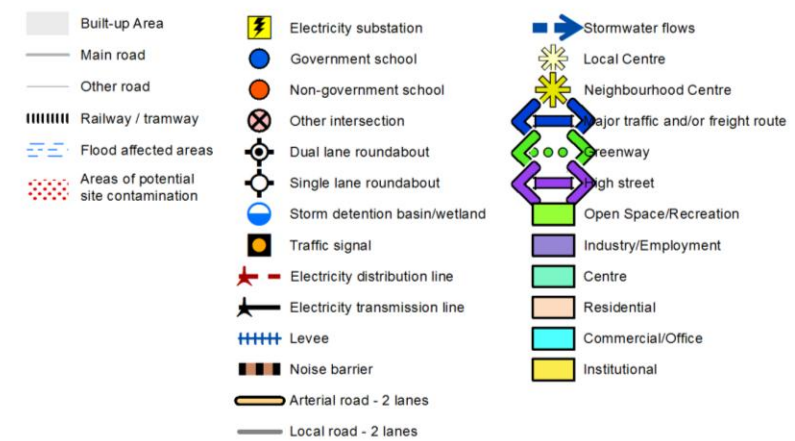 Built-up Area
Main road
Other road
Railway / tramway
Flood affected areas
Areas of potential
site contamination
Electricity substation
Government school
Non-government school
Other intersection
Dual lane roundabout
Single lane roundabout
Storm detention basin/wetland
Traffic signal
Electricity distribution line
Electricity transmission line
Levee
Noise barrier
Arterial road - 2 lanes
Local road - 2 lanes
Stormwater flows
Local Centre
Neighbourhood Centre
Major traffic and/or freight route
Greenway
High street
Open Space/Recreation
Industry/Employment
Centre
Residential
Commercial/Office
Institutional